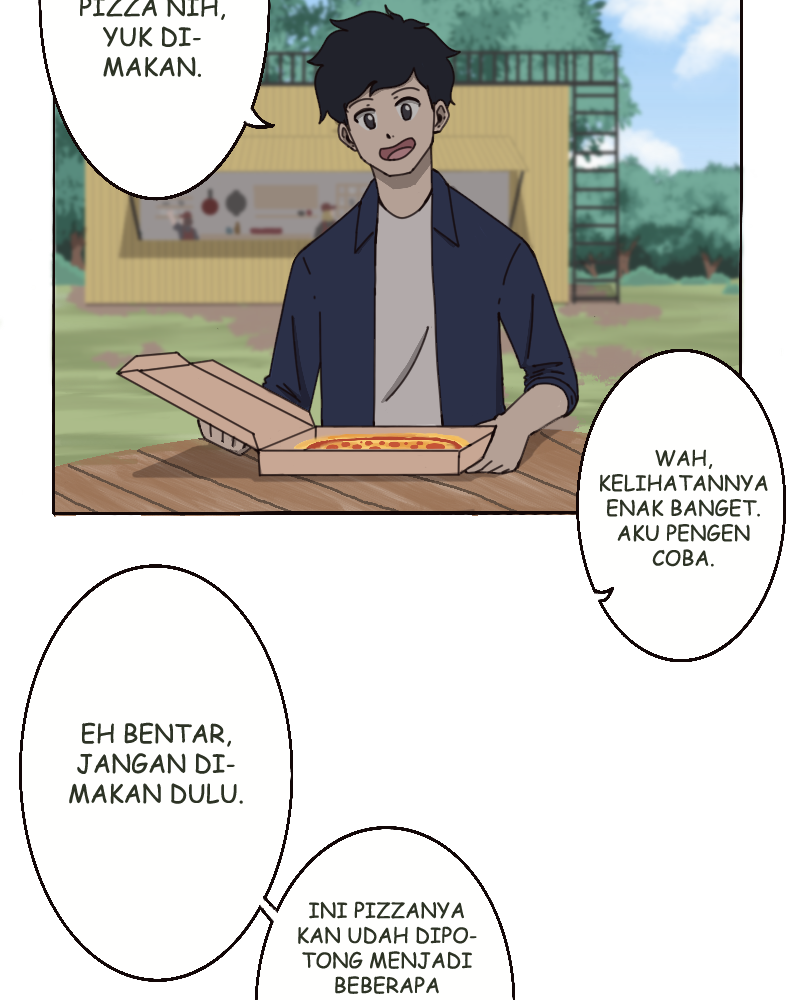 PIZZA NIH,
YUK DI-
MAKAN.
WAH,
KELIHATANNYA
ENAK BANGET.
AKU PENGEN
COBA.
EH BENTAR,
JANGAN DI-
MAKAN DULU.
INI PIZZANYA
KAN UDAH DIPO-
TONG MENJADI
BEBERAPA